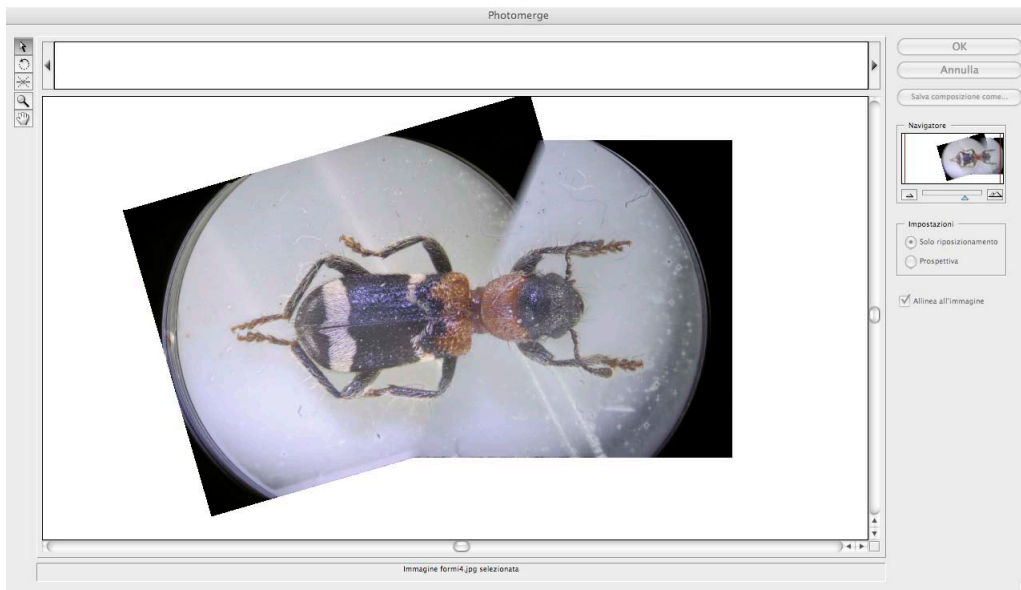 Photomerge
OK
Annulla
Salva composizione come...
Navigatore
Impostazioni
Solo riposizionamento
Prospettiva
Allinea all'immagine
Immagine formi4.jpg selezionata